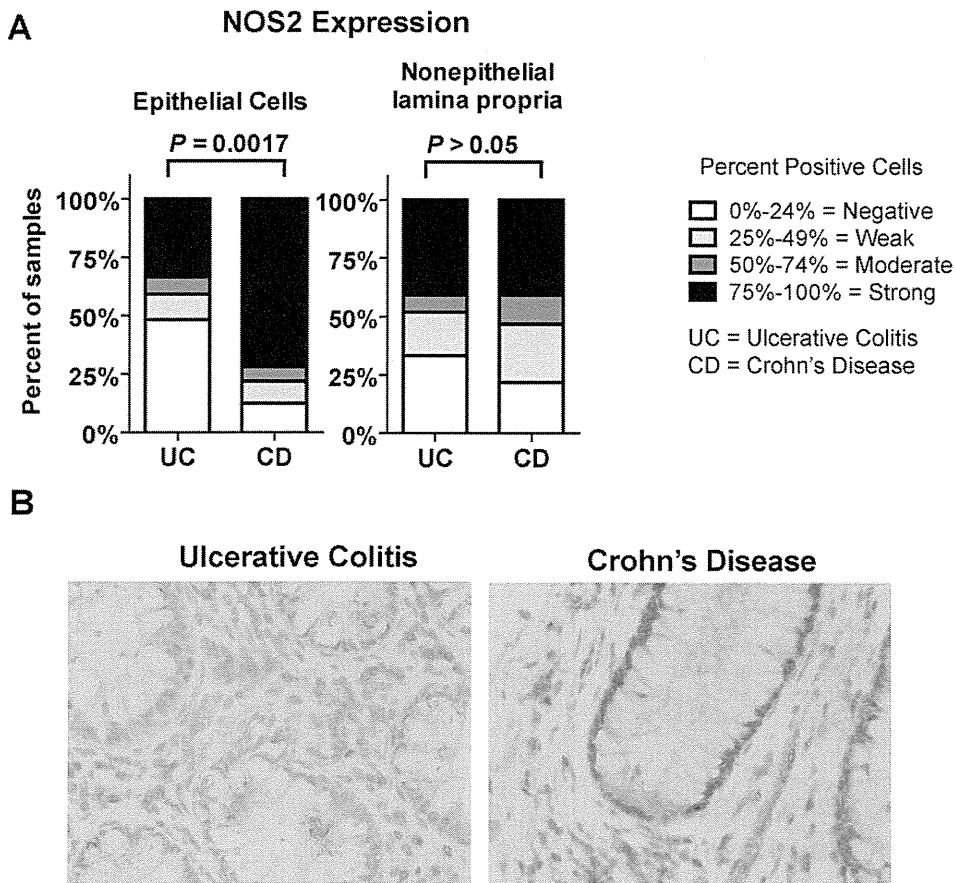 A
NOS2 Expression
Epithelial Cells
P = 0.0017
Nonepithelial
lamina propria
P > 0.05
Percent of samples
100%
75%
50%
25%
0%
UC
CD
100%
75%
50%
25%
0%
UC
CD
Percent Positive Cells
0%-24% = Negative
25%-49% = Weak
50%-74% = Moderate
75%-100% = Strong
UC = Ulcerative Colitis
CD = Crohn's Disease
B
Ulcerative Colitis
Crohn's Disease